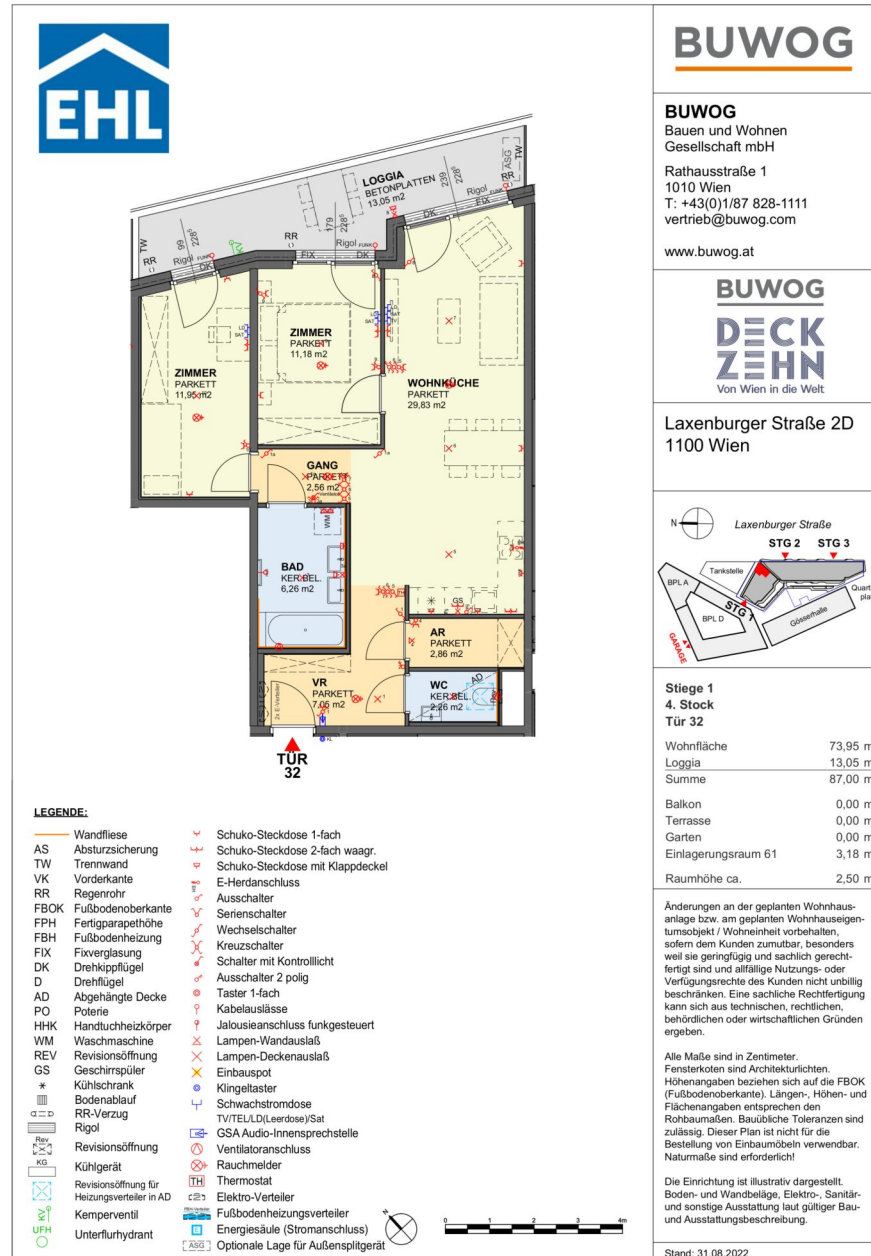 EHL
LOGGIA
BETONPLATTEN
13,05 m2
TW
ASG
RR
Rigol FUNK
FIX
DK
239
228⁵
179
228⁵
99
228⁵
TW
RR
Rigol FUNK
DK
RR
Rigol FUNK
FIX
DK
KV
ZIMMER
PARKETT
11,18 m2
ZIMMER
PARKETT
11,95 m2
WOHNKÜCHE
PARKETT
29,83 m2
GANG
PARKETT
2,56 m2
Ventilator
WM
BAD
KER.BEL.
6,26 m2
GS
AR
PARKETT
2,86 m2
VR
PARKETT
7,05 m2
2x E-Verteiler
WC
KER.BEL.
2,26 m2
AD
KL
TÜR
32
LEGENDE:
Wandfliese
AS Absturzsicherung
TW Trennwand
VK Vorderkante
RR Regenrohr
FBOK Fußbodenoberkante
FPH Fertigparapethöhe
FBH Fußbodenheizung
FIX Fixverglasung
DK Drehkippflügel
D Drehflügel
AD Abgehängte Decke
PO Poterie
HHK Handtuchheizkörper
WM Waschmaschine
REV Revisionsöffnung
GS Geschirrspüler
* Kühlschrank
Bodenablauf
RR-Verzug
Rigol
Rev Revisionsöffnung
KG Kühlgerät
Revisionsöffnung für
Heizungsverteiler in AD
KV Kemperventil
UFH Unterflurhydrant
Schuko-Steckdose 1-fach
Schuko-Steckdose 2-fach waagr.
Schuko-Steckdose mit Klappdeckel
E-Herdanschluss
Ausschalter
Serienschalter
Wechselschalter
Kreuzschalter
Schalter mit Kontrolllicht
Ausschalter 2 polig
Taster 1-fach
Kabelauslässe
Jalousieanschluss funkgesteuert
Lampen-Wandauslaß
Lampen-Deckenauslaß
Einbauspot
Klingeltaster
Schwachstromdose
TV/TEL/LD(Leerdose)/Sat
GSA Audio-Innensprechstelle
Ventilatoranschluss
Rauchmelder
TH Thermostat
Elektro-Verteiler
Fußbodenheizungsverteiler
Energiesäule (Stromanschluss)
ASG Optionale Lage für Außensplitgerät
N
0 1 2 3 4m
BUWOG
BUWOG
Bauen und Wohnen
Gesellschaft mbH
Rathausstraße 1
1010 Wien
T: +43(0)1/87 828-1111
vertrieb@buwog.com
www.buwog.at
BUWOG
DECK
ZEHN
Von Wien in die Welt
Laxenburger Straße 2D
1100 Wien
N
Laxenburger Straße
STG 2 STG 3
Tankstelle
BPL A
BPL D
STG 1
Gösserhalle
Quart
pla
GARAGE
Stiege 1
4. Stock
Tür 32
Wohnfläche 73,95 m
Loggia 13,05 m
Summe 87,00 m
Balkon 0,00 m
Terrasse 0,00 m
Garten 0,00 m
Einlagerungsraum 61 3,18 m
Raumhöhe ca. 2,50 m
Änderungen an der geplanten Wohnhaus-
anlage bzw. am geplanten Wohnhauseigen-
tumsobjekt / Wohneinheit vorbehalten,
sofern dem Kunden zumutbar, besonders
weil sie geringfügig und sachlich gerecht-
fertigt sind und allfällige Nutzungs- oder
Verfügungsrechte des Kunden nicht unbillig
beschränken. Eine sachliche Rechtfertigung
kann sich aus technischen, rechtlichen,
behördlichen oder wirtschaftlichen Gründen
ergeben.
Alle Maße sind in Zentimeter.
Fensterkoten sind Architekturlichten.
Höhenangaben beziehen sich auf die FBOK
(Fußbodenoberkante). Längen-, Höhen- und
Flächenangaben entsprechen den
Rohbaumaßen. Bauübliche Toleranzen sind
zulässig. Dieser Plan ist nicht für die
Bestellung von Einbaumöbeln verwendbar.
Naturmaße sind erforderlich!
Die Einrichtung ist illustrativ dargestellt.
Boden- und Wandbeläge, Elektro-, Sanitär-
und sonstige Ausstattung laut gültiger Bau-
und Ausstattungsbeschreibung.
Stand: 31.08.2022